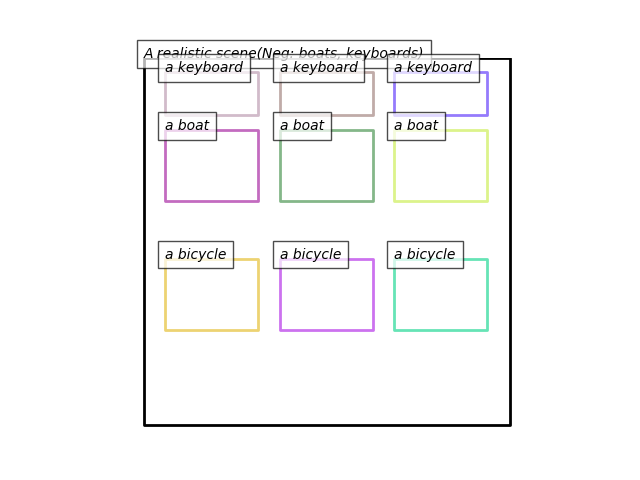 A realistic scene(Neg: boats, keyboards)
a keyboard a keyboard a keyboard
a boat a boat a boat
a bicycle a bicycle a bicycle